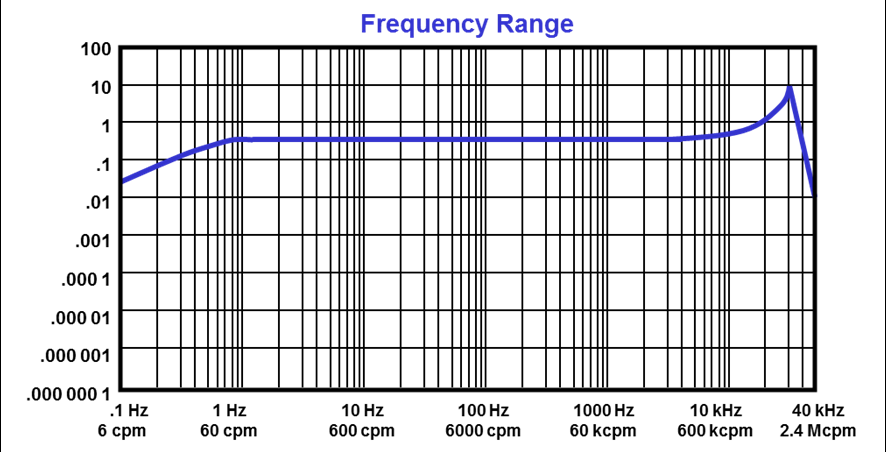 Frequency Range
100
10
1
.1
.01
.001
.000 1
.000 01
.000 001
.000 000 1
.1 Hz 1 Hz 10 Hz 100 Hz 1000 Hz 10 kHz 40 kHz
6 cpm 60 cpm 600 cpm 6000 cpm 60 kcpm 600 kcpm 2.4 Mcpm